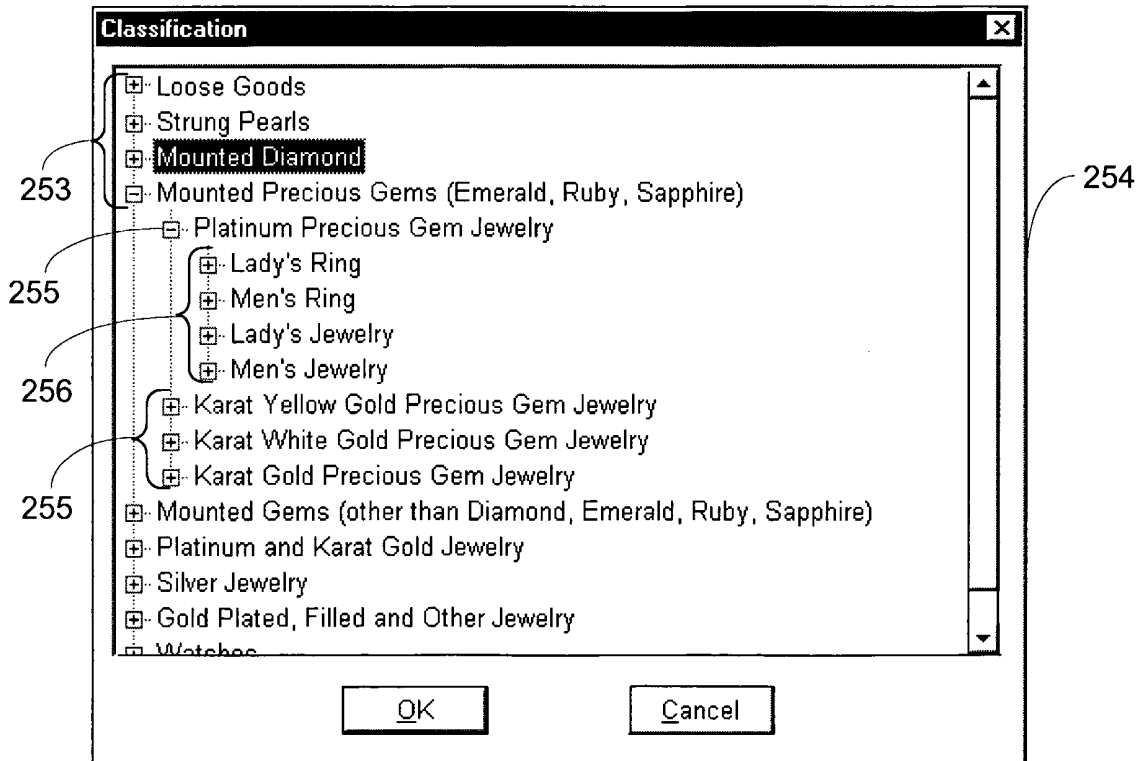 Classification
Loose Goods
Strung Pearls
Mounted Diamond
253
254
Mounted Precious Gems (Emerald, Ruby, Sapphire)
Platinum Precious Gem Jewelry
255
Lady's Ring
Men's Ring
Lady's Jewelry
Men's Jewelry
256
Karat Yellow Gold Precious Gem Jewelry
Karat White Gold Precious Gem Jewelry
Karat Gold Precious Gem Jewelry
255
Mounted Gems (other than Diamond, Emerald, Ruby, Sapphire)
Platinum and Karat Gold Jewelry
Silver Jewelry
Gold Plated, Filled and Other Jewelry
Watches
OK
Cancel